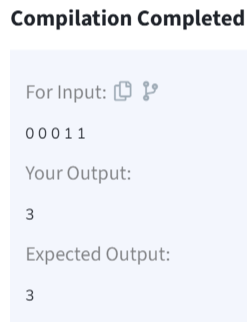 Compilation Completed
For Input:
0 0 0 1 1
Your Output:
3
Expected Output:
3